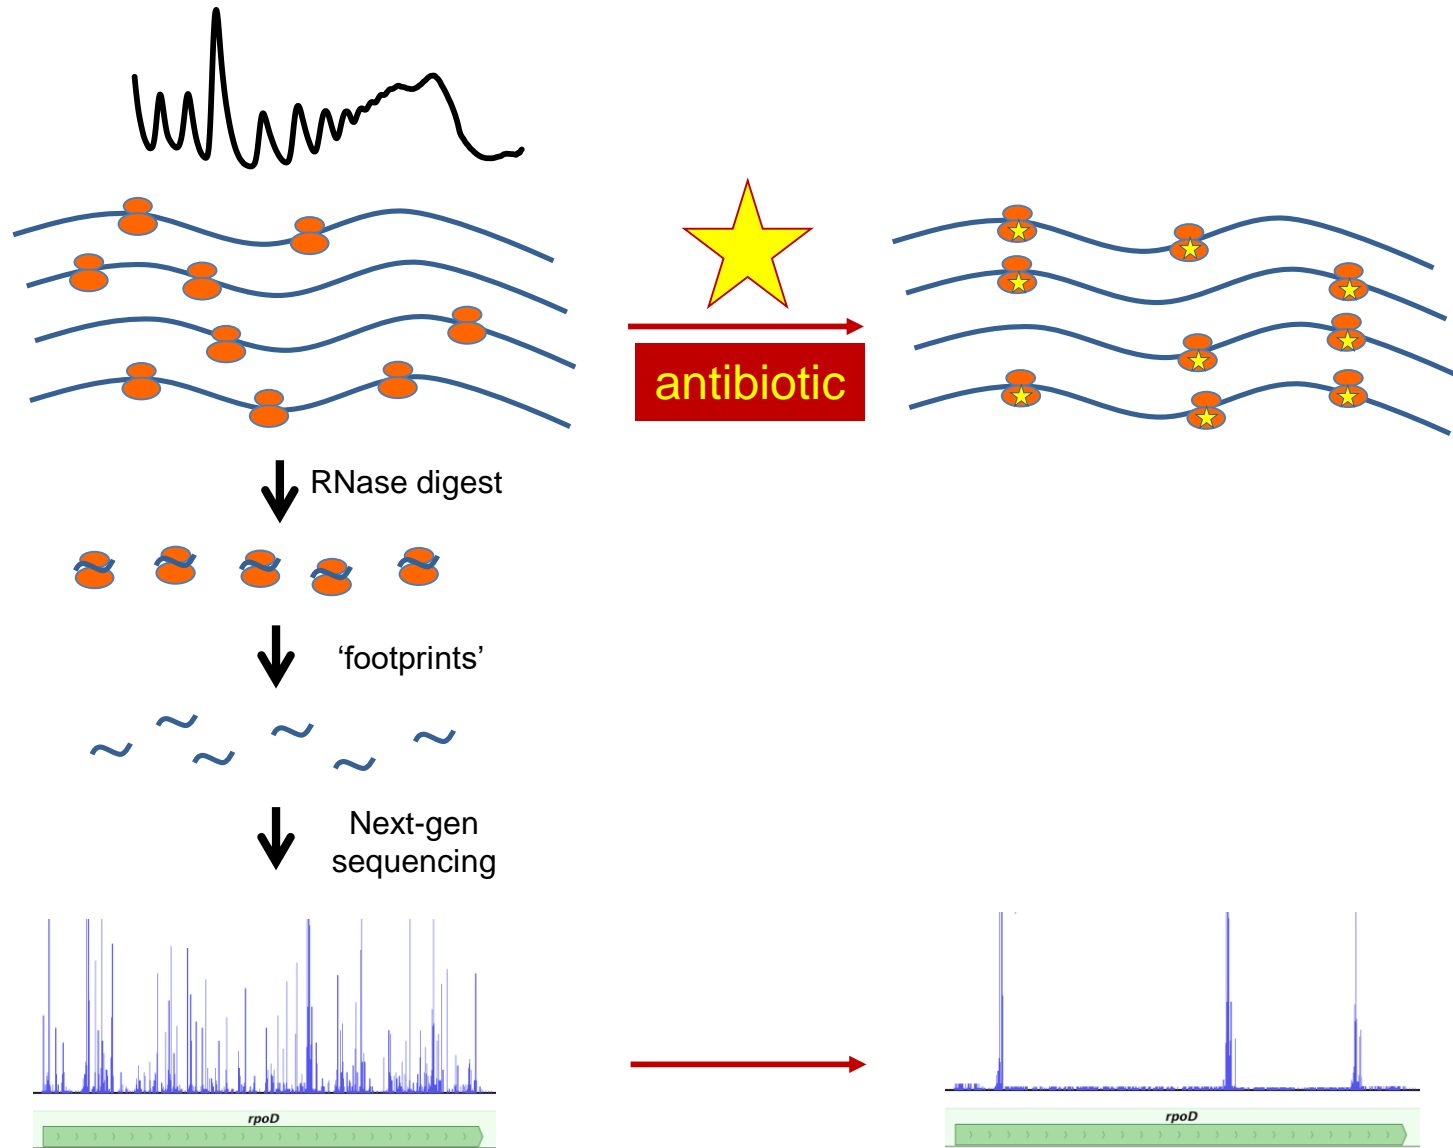 antibiotic
RNase digest
‘footprints’
Next-gen
sequencing
rpoD
rpoD